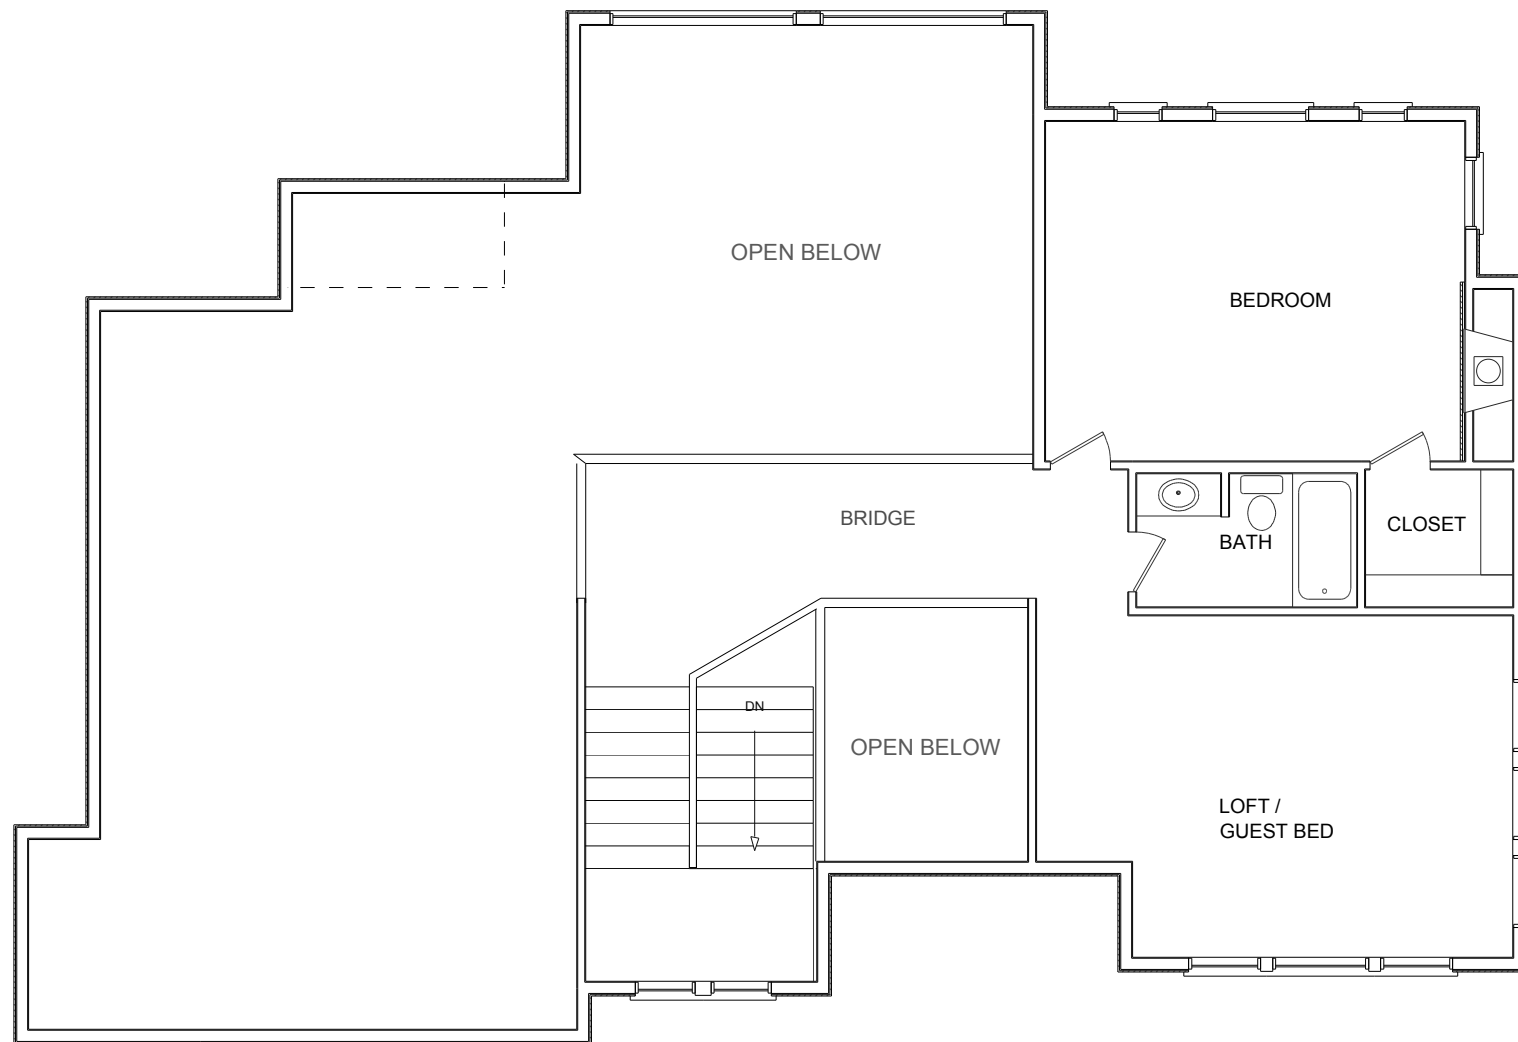 OPEN BELOW
BEDROOM
BRIDGE
CLOSET
BATH
DN
OPEN BELOW
LOFT /
GUEST BED